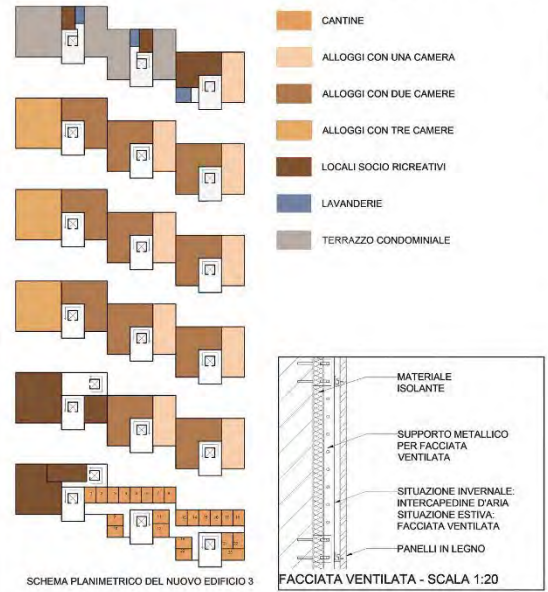 CANTINE
ALLOGGI CON UNA CAMERA
ALLOGGI CON DUE CAMERE
ALLOGGI CON TRE CAMERE
LOCALI SOCIO RICREATIVI
LAVANDERIE
TERRAZZO CONDOMINIALE
MATERIALE
ISOLANTE
SUPPORTO METALLICO
PER FACCIATA
VENTILATA
SITUAZIONE INVERNALE:
INTERCAPEDINE D'ARIA
SITUAZIONE ESTIVA:
FACCIATA VENTILATA
PANELLI IN LEGNO
SCHEMA PLANIMETRICO DEL NUOVO EDIFICIO 3
FACCIATA VENTILATA - SCALA 1:20